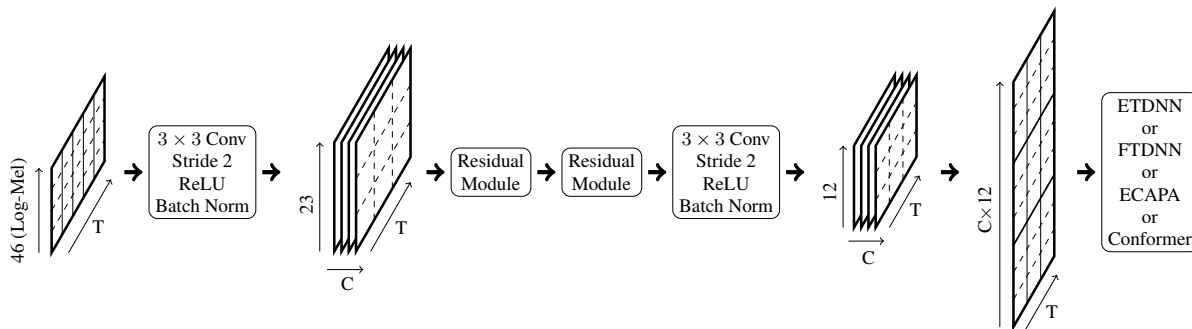 46 (Log-Mel)
T
3 × 3 Conv
Stride 2
ReLU
Batch Norm
23
T
C
Residual
Module
Residual
Module
3 × 3 Conv
Stride 2
ReLU
Batch Norm
12
T
C
C×12
T
ETDNN
or
FTDNN
or
ECAPA
or
Conformer